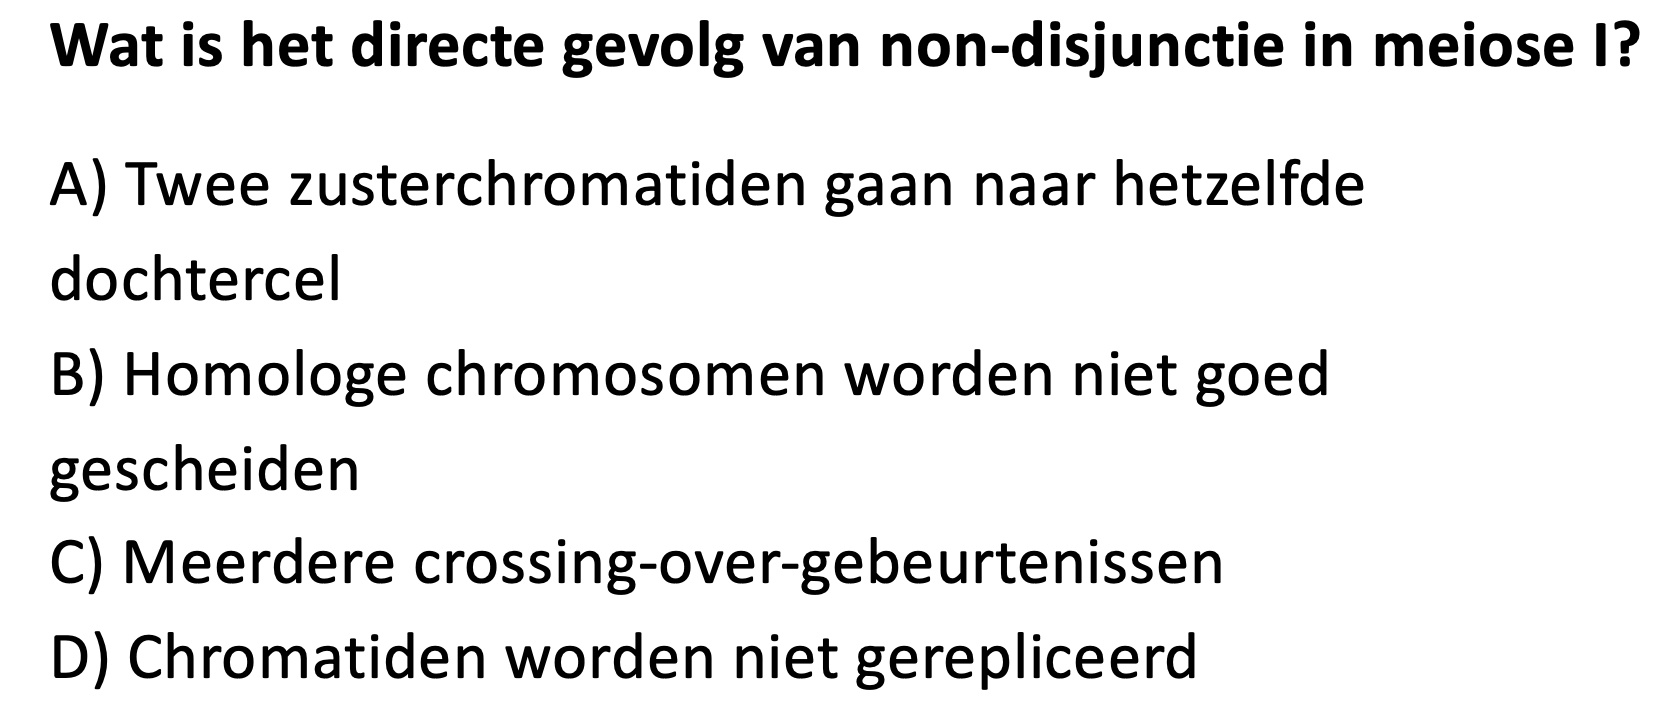 Wat is het directe gevolg van non-disjunctie in meiose I?
A) Twee zusterchromatiden gaan naar hetzelfde
dochtercel
B) Homologe chromosomen worden niet goed
gescheiden
C) Meerdere crossing-over-gebeurtenissen
D) Chromatiden worden niet gerepliceerd